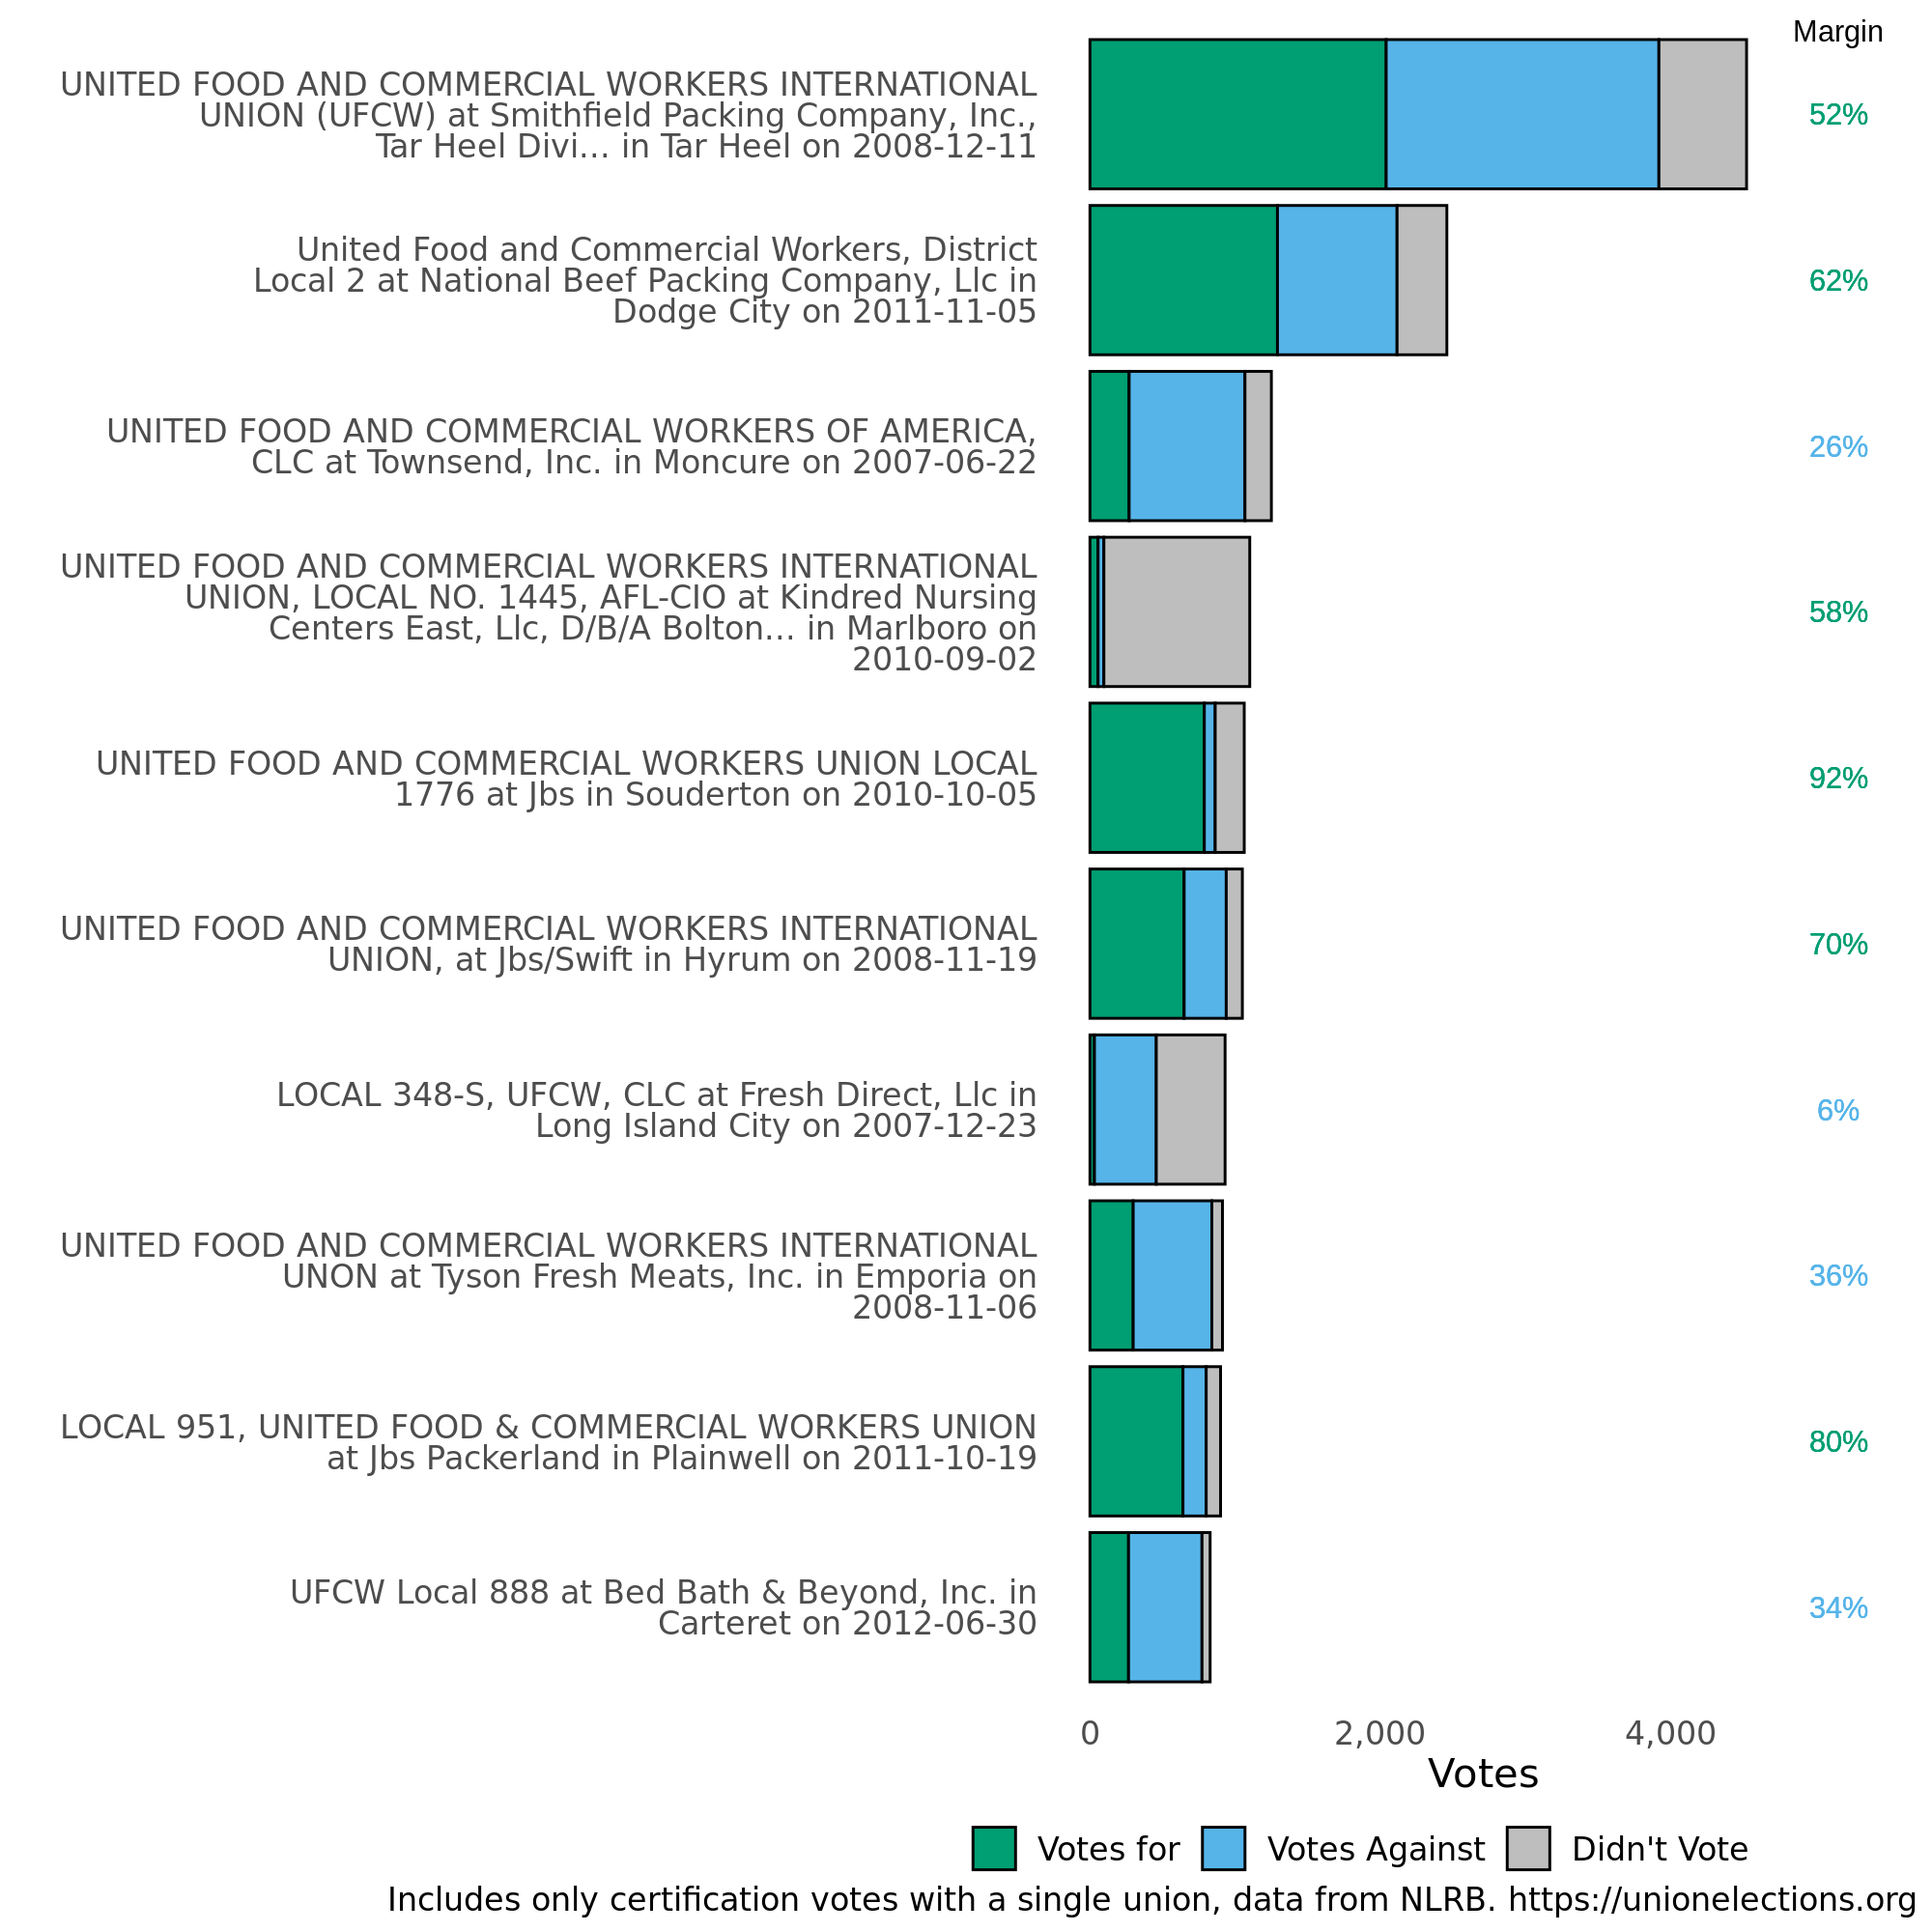 Margin
UNITED FOOD AND COMMERCIAL WORKERS INTERNATIONAL
UNION (UFCW) at Smithfield Packing Company, Inc.,
Tar Heel Divi... in Tar Heel on 2008-12-11
52%
United Food and Commercial Workers, District
Local 2 at National Beef Packing Company, Llc in
Dodge City on 2011-11-05
62%
UNITED FOOD AND COMMERCIAL WORKERS OF AMERICA,
CLC at Townsend, Inc. in Moncure on 2007-06-22
26%
UNITED FOOD AND COMMERCIAL WORKERS INTERNATIONAL
UNION, LOCAL NO. 1445, AFL-CIO at Kindred Nursing
Centers East, Llc, D/B/A Bolton... in Marlboro on
2010-09-02
58%
UNITED FOOD AND COMMERCIAL WORKERS UNION LOCAL
1776 at Jbs in Souderton on 2010-10-05
92%
UNITED FOOD AND COMMERCIAL WORKERS INTERNATIONAL
UNION, at Jbs/Swift in Hyrum on 2008-11-19
70%
LOCAL 348-S, UFCW, CLC at Fresh Direct, Llc in
Long Island City on 2007-12-23
6%
UNITED FOOD AND COMMERCIAL WORKERS INTERNATIONAL
UNON at Tyson Fresh Meats, Inc. in Emporia on
2008-11-06
36%
LOCAL 951, UNITED FOOD & COMMERCIAL WORKERS UNION
at Jbs Packerland in Plainwell on 2011-10-19
80%
UFCW Local 888 at Bed Bath & Beyond, Inc. in
Carteret on 2012-06-30
34%
0 2,000 4,000
Votes
Votes for Votes Against Didn't Vote
Includes only certification votes with a single union, data from NLRB. https://unionelections.org